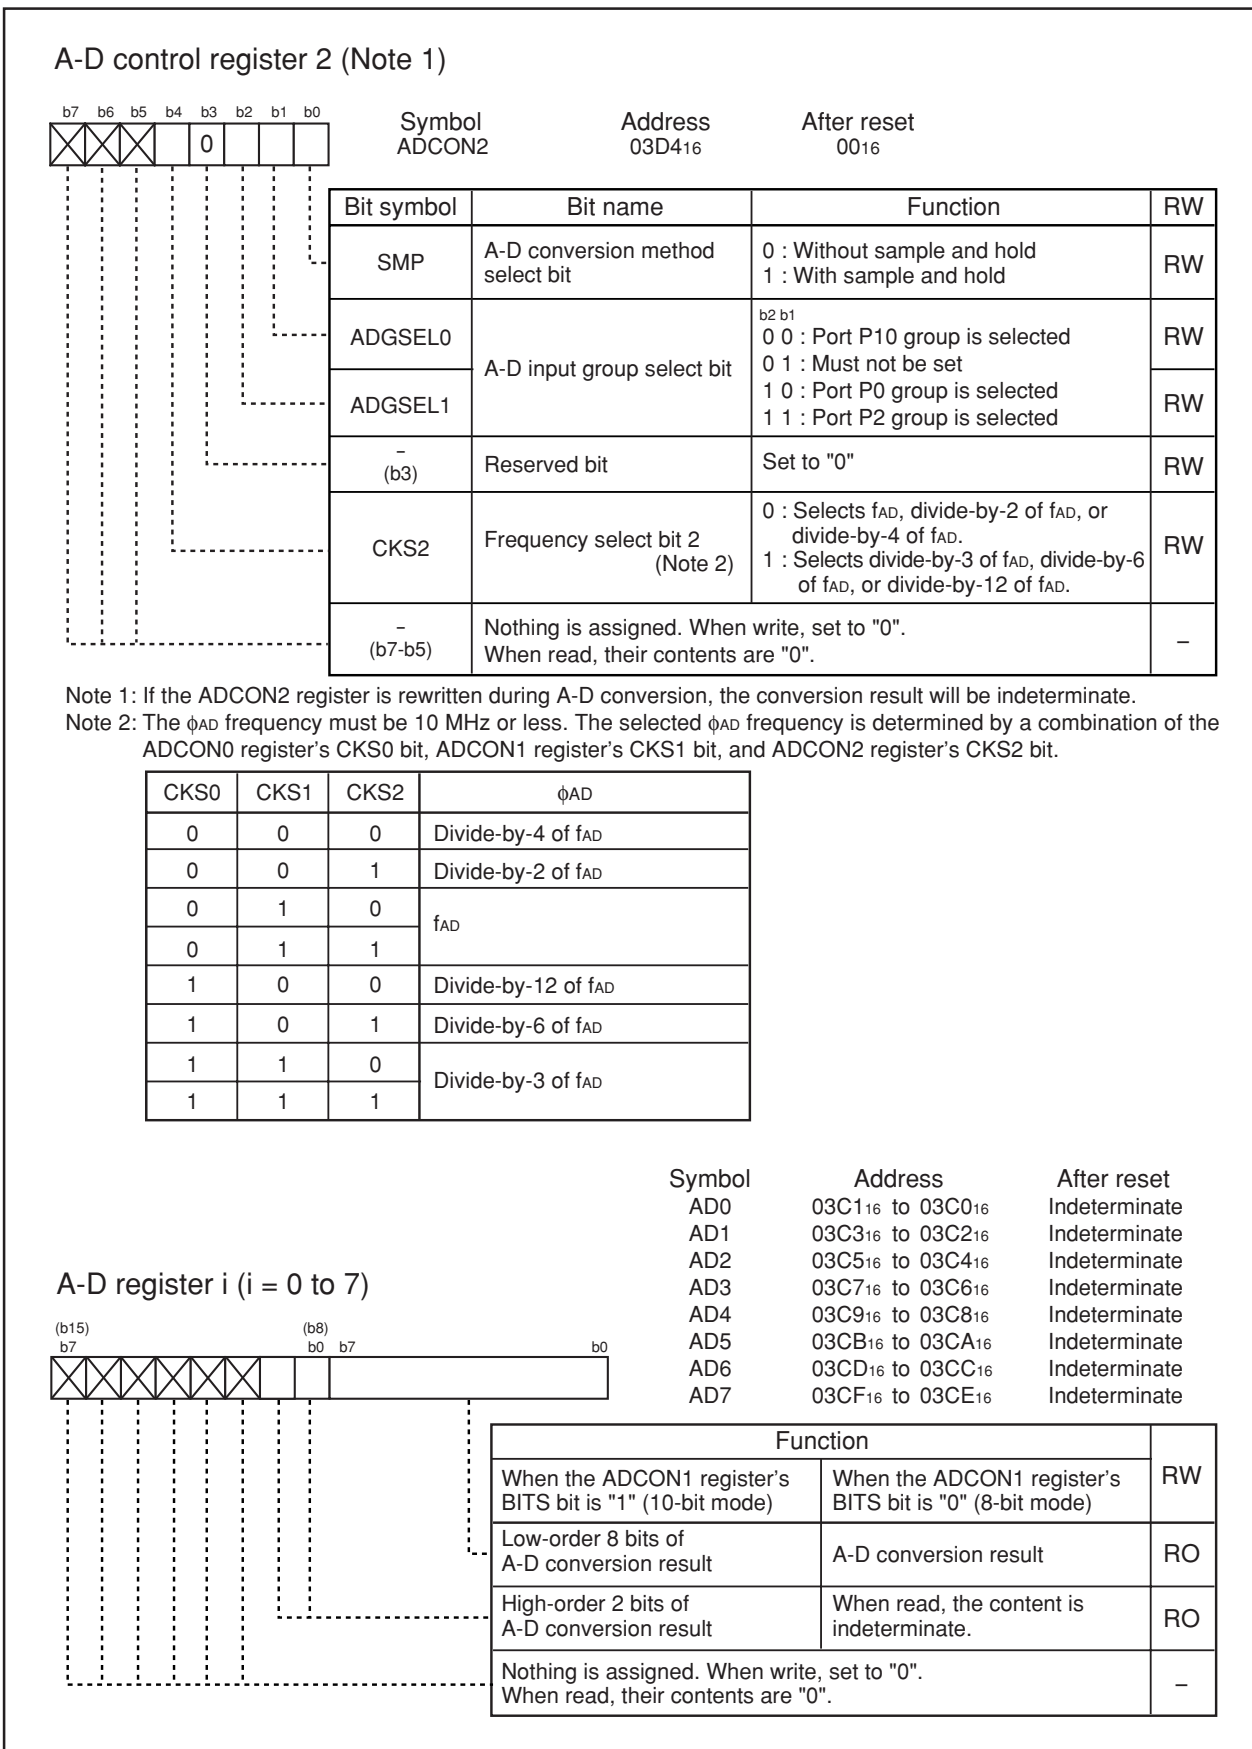 A-D control register 2 (Note 1)
b7 b6 b5 b4 b3 b2 b1 b0
0
Symbol Address After reset
ADCON2 03D416 0016
Bit symbol Bit name Function RW
SMP A-D conversion method select bit 0 : Without sample and hold RW
1 : With sample and hold
b2 b1
ADGSEL0 A-D input group select bit 0 0 : Port P10 group is selected RW
0 1 : Must not be set
ADGSEL1 1 0 : Port P0 group is selected RW
1 1 : Port P2 group is selected
– (b3) Reserved bit Set to "0" RW
CKS2 Frequency select bit 2 (Note 2) 0 : Selects fAD, divide-by-2 of fAD, or RW
divide-by-4 of fAD.
1 : Selects divide-by-3 of fAD, divide-by-6
of fAD, or divide-by-12 of fAD.
– (b7-b5) Nothing is assigned. When write, set to "0". –
When read, their contents are "0".
Note 1: If the ADCON2 register is rewritten during A-D conversion, the conversion result will be indeterminate.
Note 2: The ϕAD frequency must be 10 MHz or less. The selected ϕAD frequency is determined by a combination of the
ADCON0 register's CKS0 bit, ADCON1 register's CKS1 bit, and ADCON2 register's CKS2 bit.
CKS0 CKS1 CKS2 ϕAD
0 0 0 Divide-by-4 of fAD
0 0 1 Divide-by-2 of fAD
0 1 0 fAD
0 1 1
1 0 0 Divide-by-12 of fAD
1 0 1 Divide-by-6 of fAD
1 1 0 Divide-by-3 of fAD
1 1 1
Symbol Address After reset
AD0 03C116 to 03C016 Indeterminate
AD1 03C316 to 03C216 Indeterminate
AD2 03C516 to 03C416 Indeterminate
AD3 03C716 to 03C616 Indeterminate
AD4 03C916 to 03C816 Indeterminate
AD5 03CB16 to 03CA16 Indeterminate
AD6 03CD16 to 03CC16 Indeterminate
AD7 03CF16 to 03CE16 Indeterminate
A-D register i (i = 0 to 7)
(b15) (b8)
b7 b0 b7 b0
Function RW
When the ADCON1 register's When the ADCON1 register's
BITS bit is "1" (10-bit mode) BITS bit is "0" (8-bit mode)
Low-order 8 bits of A-D conversion result A-D conversion result RO
High-order 2 bits of When read, the content is RO
A-D conversion result indeterminate.
Nothing is assigned. When write, set to "0". –
When read, their contents are "0".